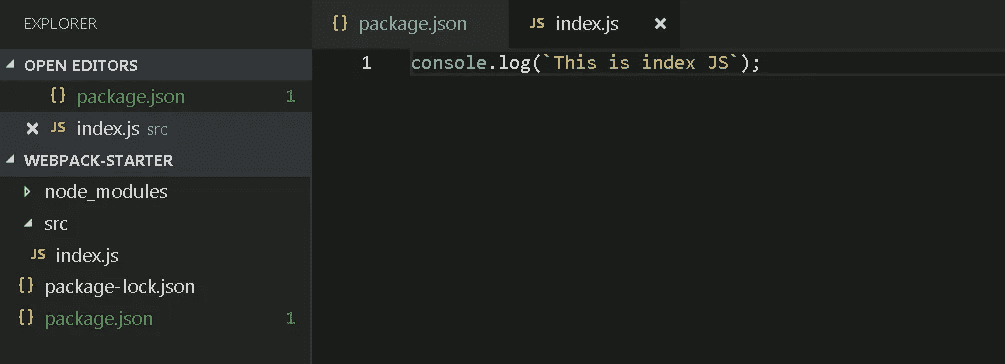 EXPLORER
OPEN EDITORS
{} package.json 1
JS index.js src
WEBPACK-STARTER
node_modules
src
JS index.js
{} package-lock.json
{} package.json 1
{} package.json JS index.js
1 console.log(`This is index JS`);